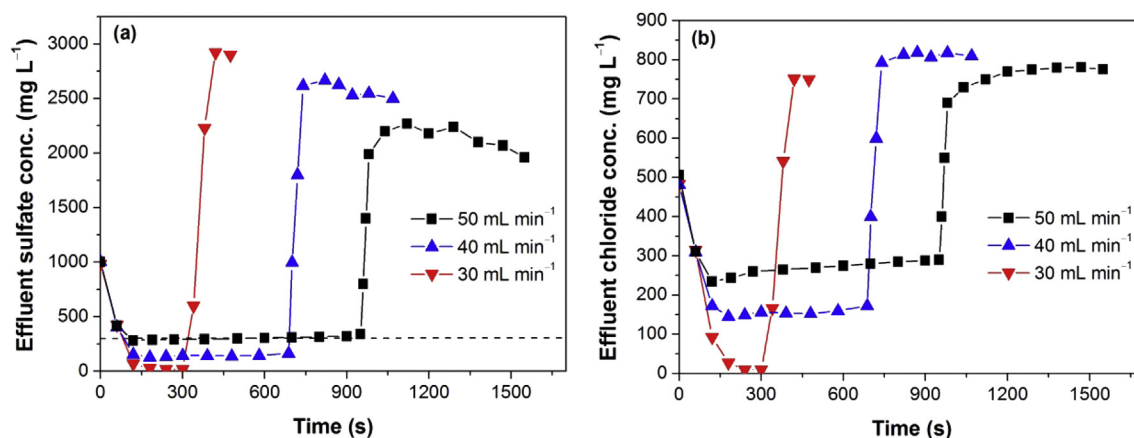 (a)
Effluent sulfate conc. (mg L⁻¹)
3000
2500
2000
1500
1000
500
0
50 mL min⁻¹
40 mL min⁻¹
30 mL min⁻¹
0 300 600 900 1200 1500
Time (s)
(b)
Effluent chloride conc. (mg L⁻¹)
900
800
700
600
500
400
300
200
100
0
50 mL min⁻¹
40 mL min⁻¹
30 mL min⁻¹
0 300 600 900 1200 1500
Time (s)